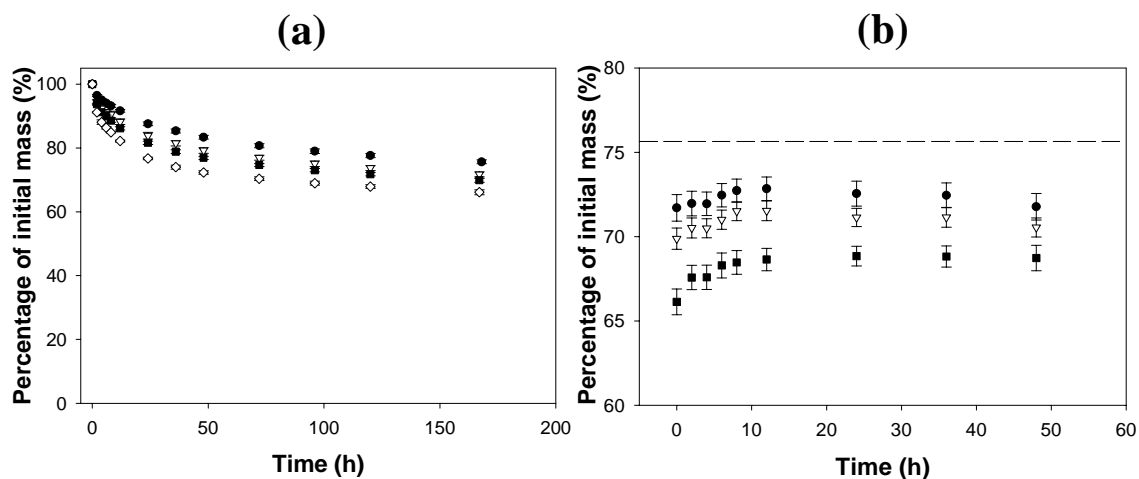 (a)
Percentage of initial mass (%)
100
80
60
40
20
0
0 50 100 150 200
Time (h)
(b)
Percentage of initial mass (%)
80
75
70
65
60
0 10 20 30 40 50 60
Time (h)